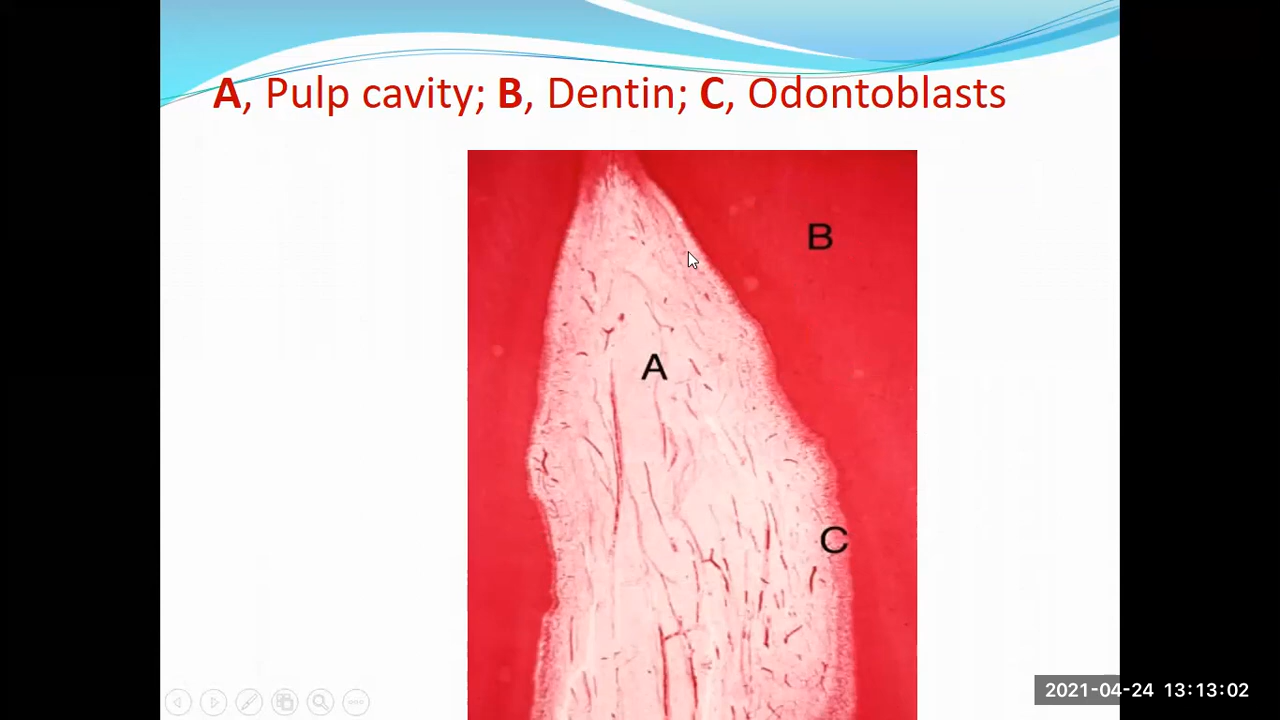 A, Pulp cavity; B, Dentin; C, Odontoblasts
B
A
C
2021-04-24 13:13:02